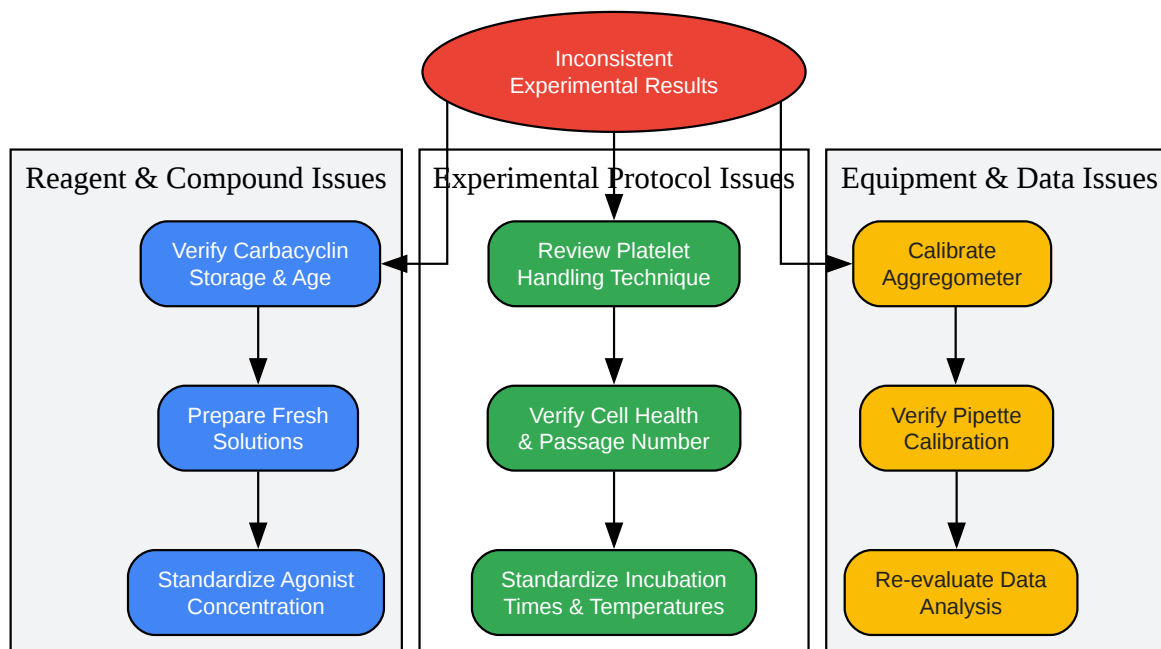 Inconsistent
Experimental Results
Reagent & Compound Issues
Verify Carbacyclin
Storage & Age
Prepare Fresh
Solutions
Standardize Agonist
Concentration
Experimental Protocol Issues
Review Platelet
Handling Technique
Verify Cell Health
& Passage Number
Standardize Incubation
Times & Temperatures
Equipment & Data Issues
Calibrate
Aggregometer
Verify Pipette
Calibration
Re-evaluate Data
Analysis